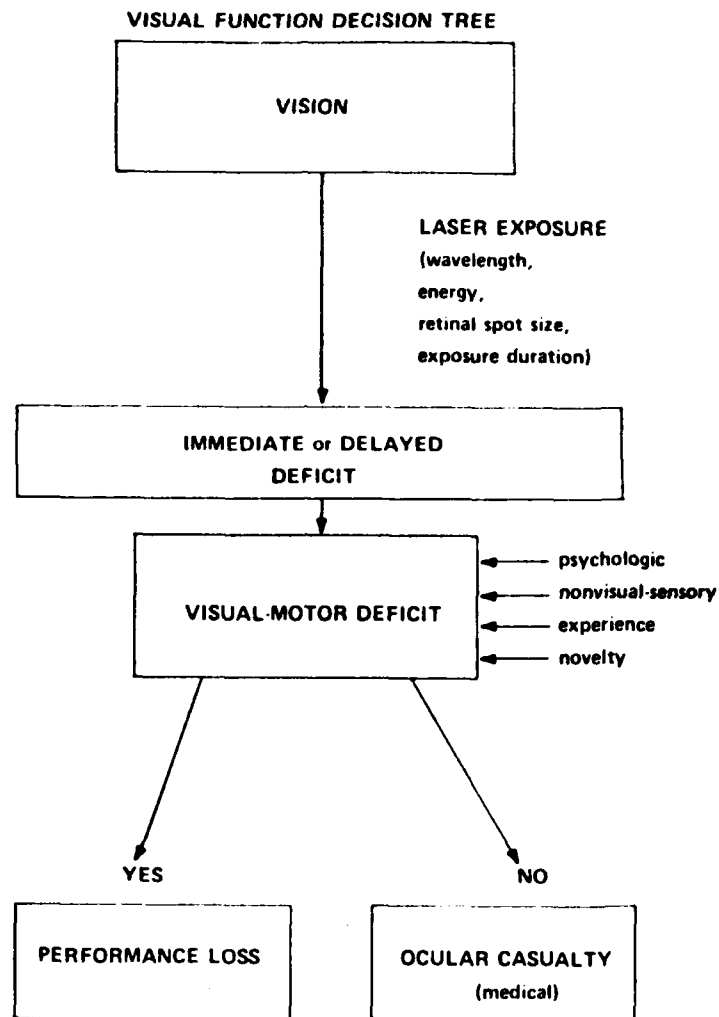 VISUAL FUNCTION DECISION TREE
VISION
LASER EXPOSURE
(wavelength,
energy,
retinal spot size,
exposure duration)
IMMEDIATE or DELAYED
DEFICIT
VISUAL-MOTOR DEFICIT
psychologic
nonvisual-sensory
experience
novelty
YES
NO
PERFORMANCE LOSS
OCULAR CASUALTY
(medical)